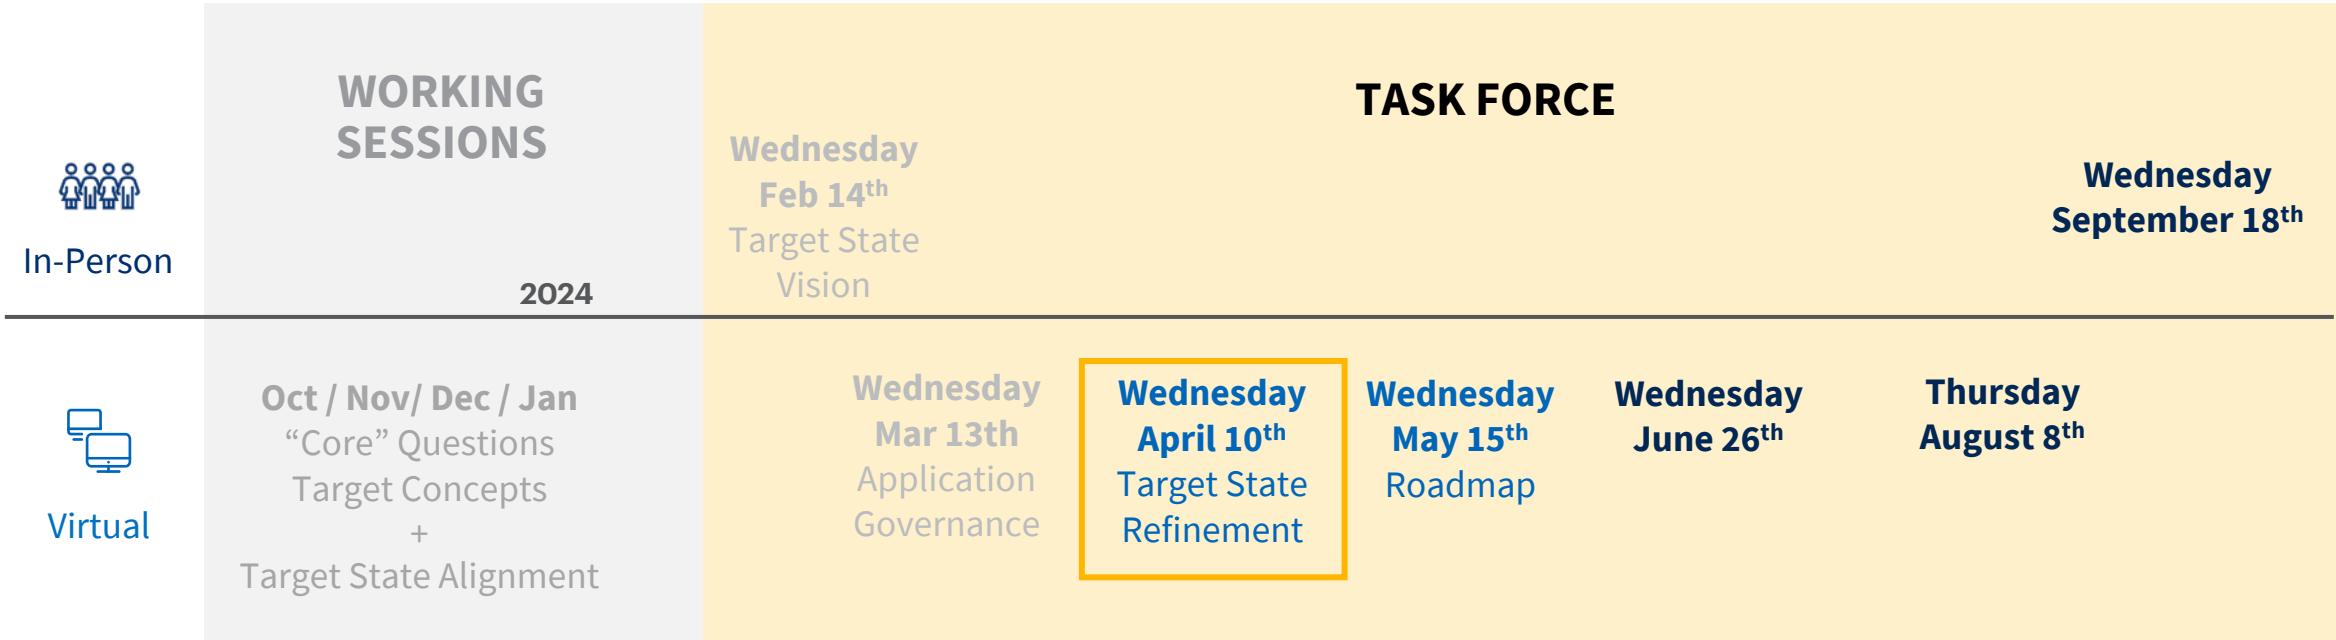 WORKING
SESSIONS
TASK FORCE
Wednesday
Feb 14th
Target State
Vision
Wednesday
September 18th
In-Person
2024
Oct / Nov/ Dec / Jan
“Core” Questions
Target Concepts
+
Target State Alignment
Virtual
Wednesday
Mar 13th
Application
Governance
Wednesday
April 10th
Target State
Refinement
Wednesday
May 15th
Roadmap
Wednesday
June 26th
Thursday
August 8th